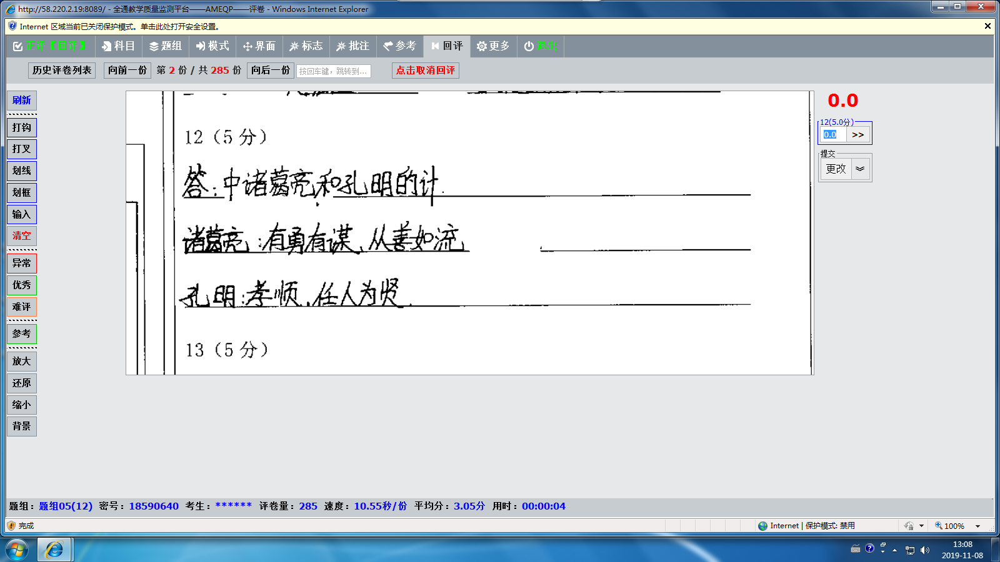 http://58.220.2.19:8089/ - 全通教学质量监测平台——AMEQP——评卷 - Windows Internet Explorer
Internet 区域当前已关闭保护模式。单击此处打开安全设置。
正评【回评】 科目 题组 模式 界面 标志 批注 参考 回评 更多 退出
历史评卷列表 向前一份 第 2 份 / 共 285 份 向后一份 按回车键，跳转到... 点击取消回评
刷新
打钩
打叉
划线
划框
输入
清空
异常
优秀
难评
参考
放大
还原
缩小
背景
12（5 分）
答：中诸葛亮和孔明的计.
诸葛亮：有勇有谋、从善如流
孔明：孝顺、任人为贤.
13（5 分）
0.0
12(5.0分)
0.0 >>
提交
更改
题组：题组05(12) 密号：18590640 考生：****** 评卷量：285 速度：10.55秒/份 平均分：3.05分 用时：00:00:04
完成 Internet | 保护模式: 禁用 100%
13:08
2019-11-08